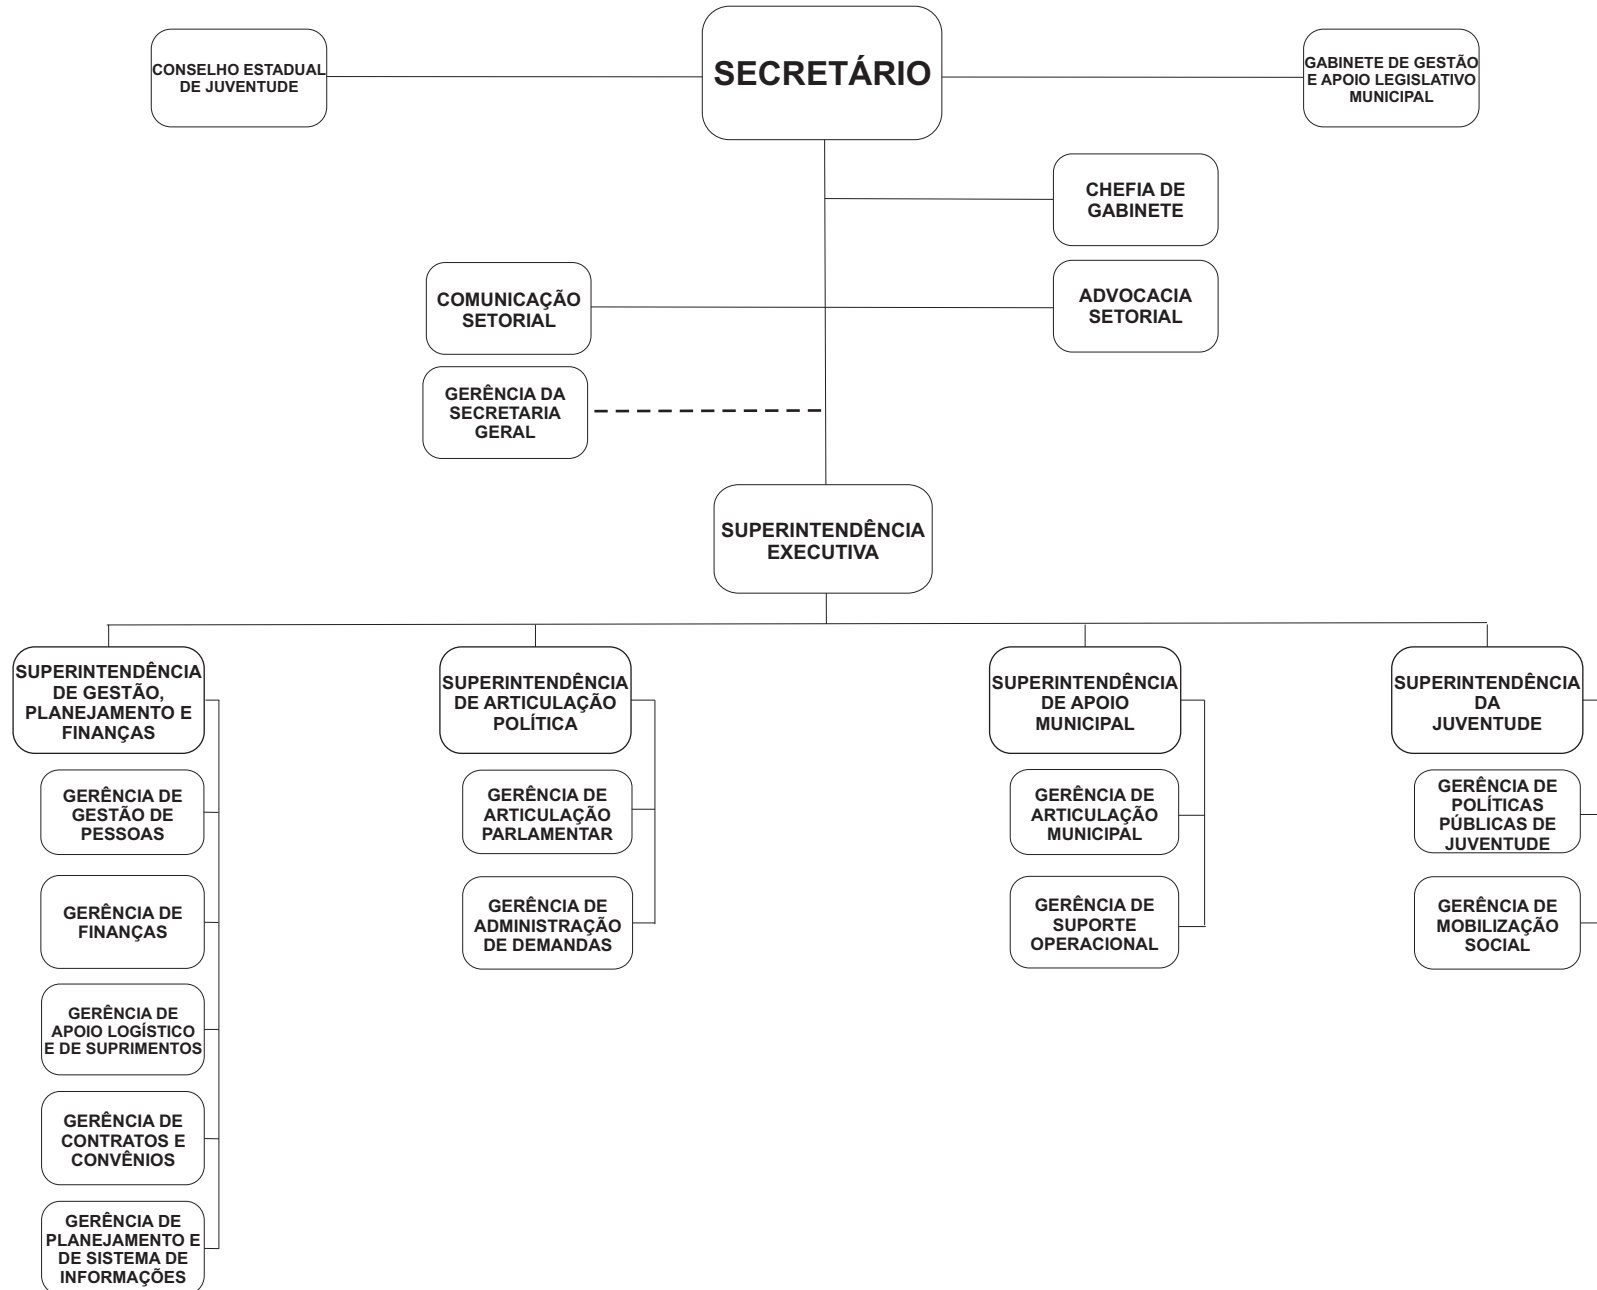 CONSELHO ESTADUAL
DE JUVENTUDE
SECRETÁRIO
GABINETE DE GESTÃO
E APOIO LEGISLATIVO
MUNICIPAL
CHEFIA DE
GABINETE
COMUNICAÇÃO
SETORIAL
ADVOCACIA
SETORIAL
GERÊNCIA DA
SECRETARIA
GERAL
SUPERINTENDÊNCIA
EXECUTIVA
SUPERINTENDÊNCIA
DE GESTÃO,
PLANEJAMENTO E
FINANÇAS
GERÊNCIA DE
GESTÃO DE
PESSOAS
GERÊNCIA DE
FINANÇAS
GERÊNCIA DE
APOIO LOGÍSTICO
E DE SUPRIMENTOS
GERÊNCIA DE
CONTRATOS E
CONVÊNIOS
GERÊNCIA DE
PLANEJAMENTO E
DE SISTEMA DE
INFORMAÇÕES
SUPERINTENDÊNCIA
DE ARTICULAÇÃO
POLÍTICA
GERÊNCIA DE
ARTICULAÇÃO
PARLAMENTAR
GERÊNCIA DE
ADMINISTRAÇÃO
DE DEMANDAS
SUPERINTENDÊNCIA
DE APOIO
MUNICIPAL
GERÊNCIA DE
ARTICULAÇÃO
MUNICIPAL
GERÊNCIA DE
SUPORTE
OPERACIONAL
SUPERINTENDÊNCIA
DA
JUVENTUDE
GERÊNCIA DE
POLÍTICAS
PÚBLICAS DE
JUVENTUDE
GERÊNCIA DE
MOBILIZAÇÃO
SOCIAL